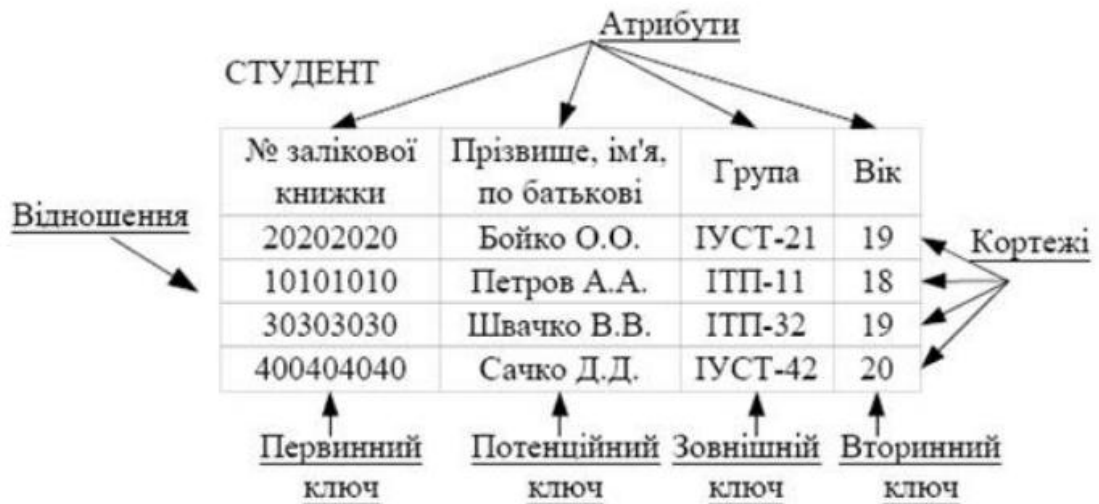 Атрибути
СТУДЕНТ
№ залікової книжки Прізвище, ім'я, по батькові Група Вік
Відношення
20202020 Бойко О.О. ІУСТ-21 19
Кортежі
10101010 Петров А.А. ІТП-11 18
30303030 Швачко В.В. ІТП-32 19
400404040 Сачко Д.Д. ІУСТ-42 20
Первинний Потенційний Зовнішній Вторинний
ключ ключ ключ ключ